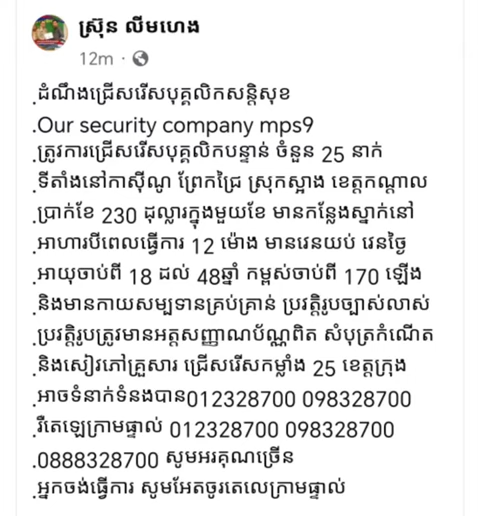 ស៊្រុន លីមហេង
12m ·
.ដំណឹងជ្រើសរើសបុគ្គលិកសន្តិសុខ
.Our security company mps9
.ត្រូវការជ្រើសរើសបុគ្គលិកបន្ទាន់ ចំនួន 25 នាក់
.ទីតាំងនៅកាស៊ីណូ ព្រែកជ្រៃ ស្រុកស្អាង ខេត្តកណ្តាល
.ប្រាក់ខែ 230 ដុល្លារក្នុងមួយខែ មានកន្លែងស្នាក់នៅ
.អាហារបីពេលធ្វើការ 12 ម៉ោង មានវេនយប់ វេនថ្ងៃ
.អាយុចាប់ពី 18 ដល់ 48ឆ្នាំ កម្ពស់ចាប់ពី 170 ឡើង
.និងមានកាយសម្បទានគ្រប់គ្រាន់ ប្រវត្តិរូបច្បាស់លាស់
.ប្រវត្តិរូបត្រូវមានអត្តសញ្ញាណប័ណ្ណពិត សំបុត្រកំណើត
.និងសៀវភៅគ្រួសារ ជ្រើសរើសកម្លាំង 25 ខេត្តក្រុង
.អាចទំនាក់ទំនងបាន012328700 098328700
.រឺតេឡេក្រាមផ្ទាល់ 012328700 098328700
.0888328700 សូមអរគុណច្រើន
.អ្នកចង់ធ្វើការ សូមអែតចូរតេលេក្រាមផ្ទាល់